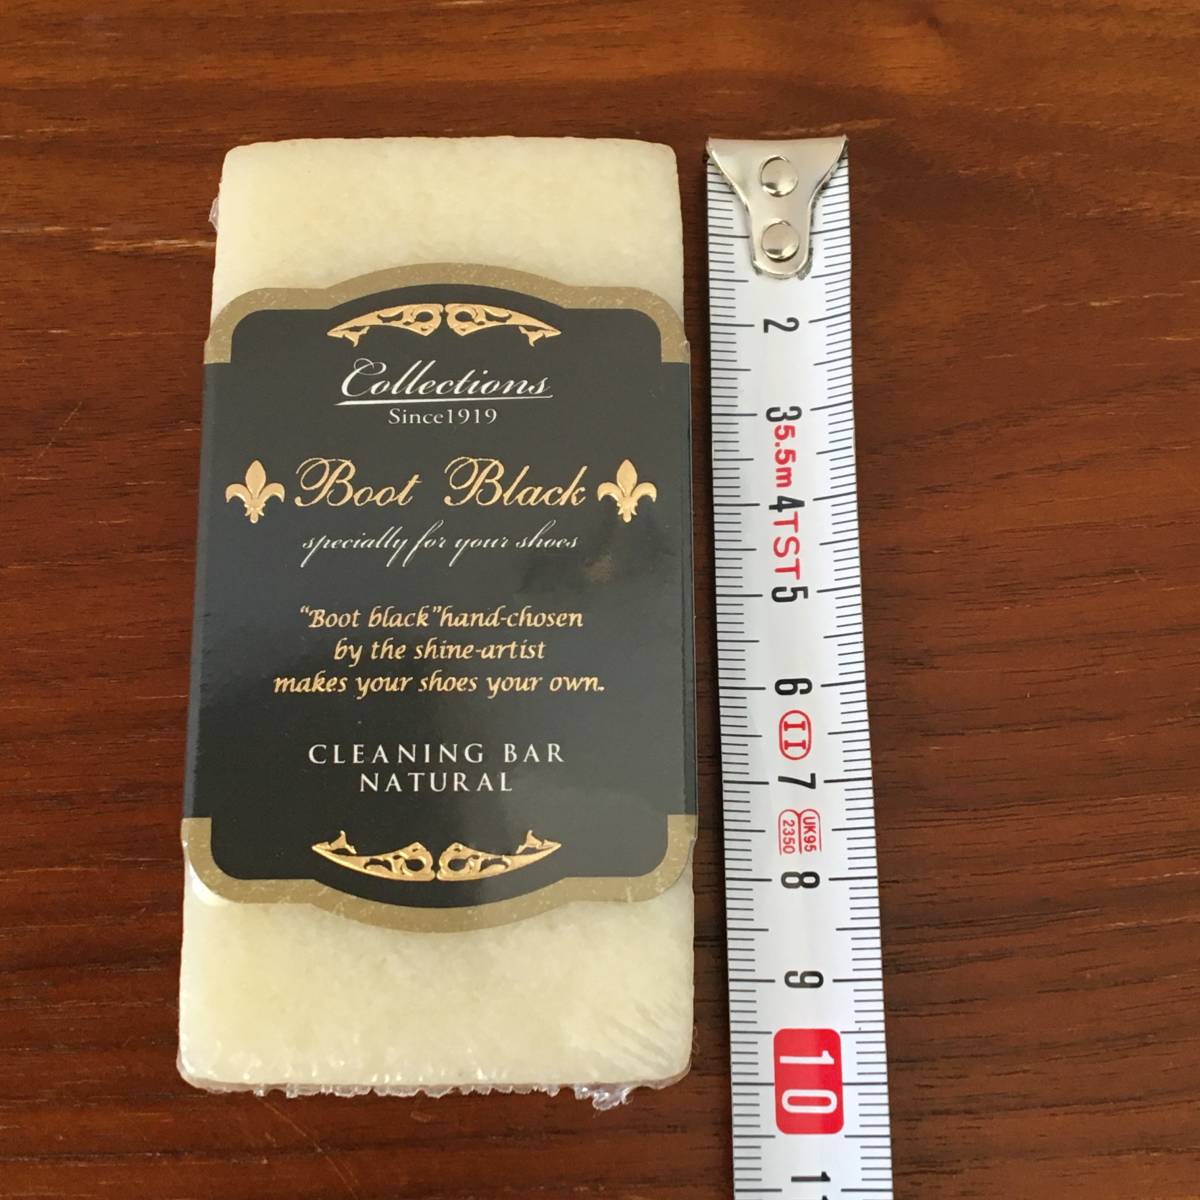 Collections
Since1919
Boot Black
specially for your shoes
"Boot black"hand-chosen
by the shine-artist
makes your shoes your own.
CLEANING BAR
NATURAL
2
3
5.5m
4
TST
5
6
II
7
UK95
2350
8
9
10